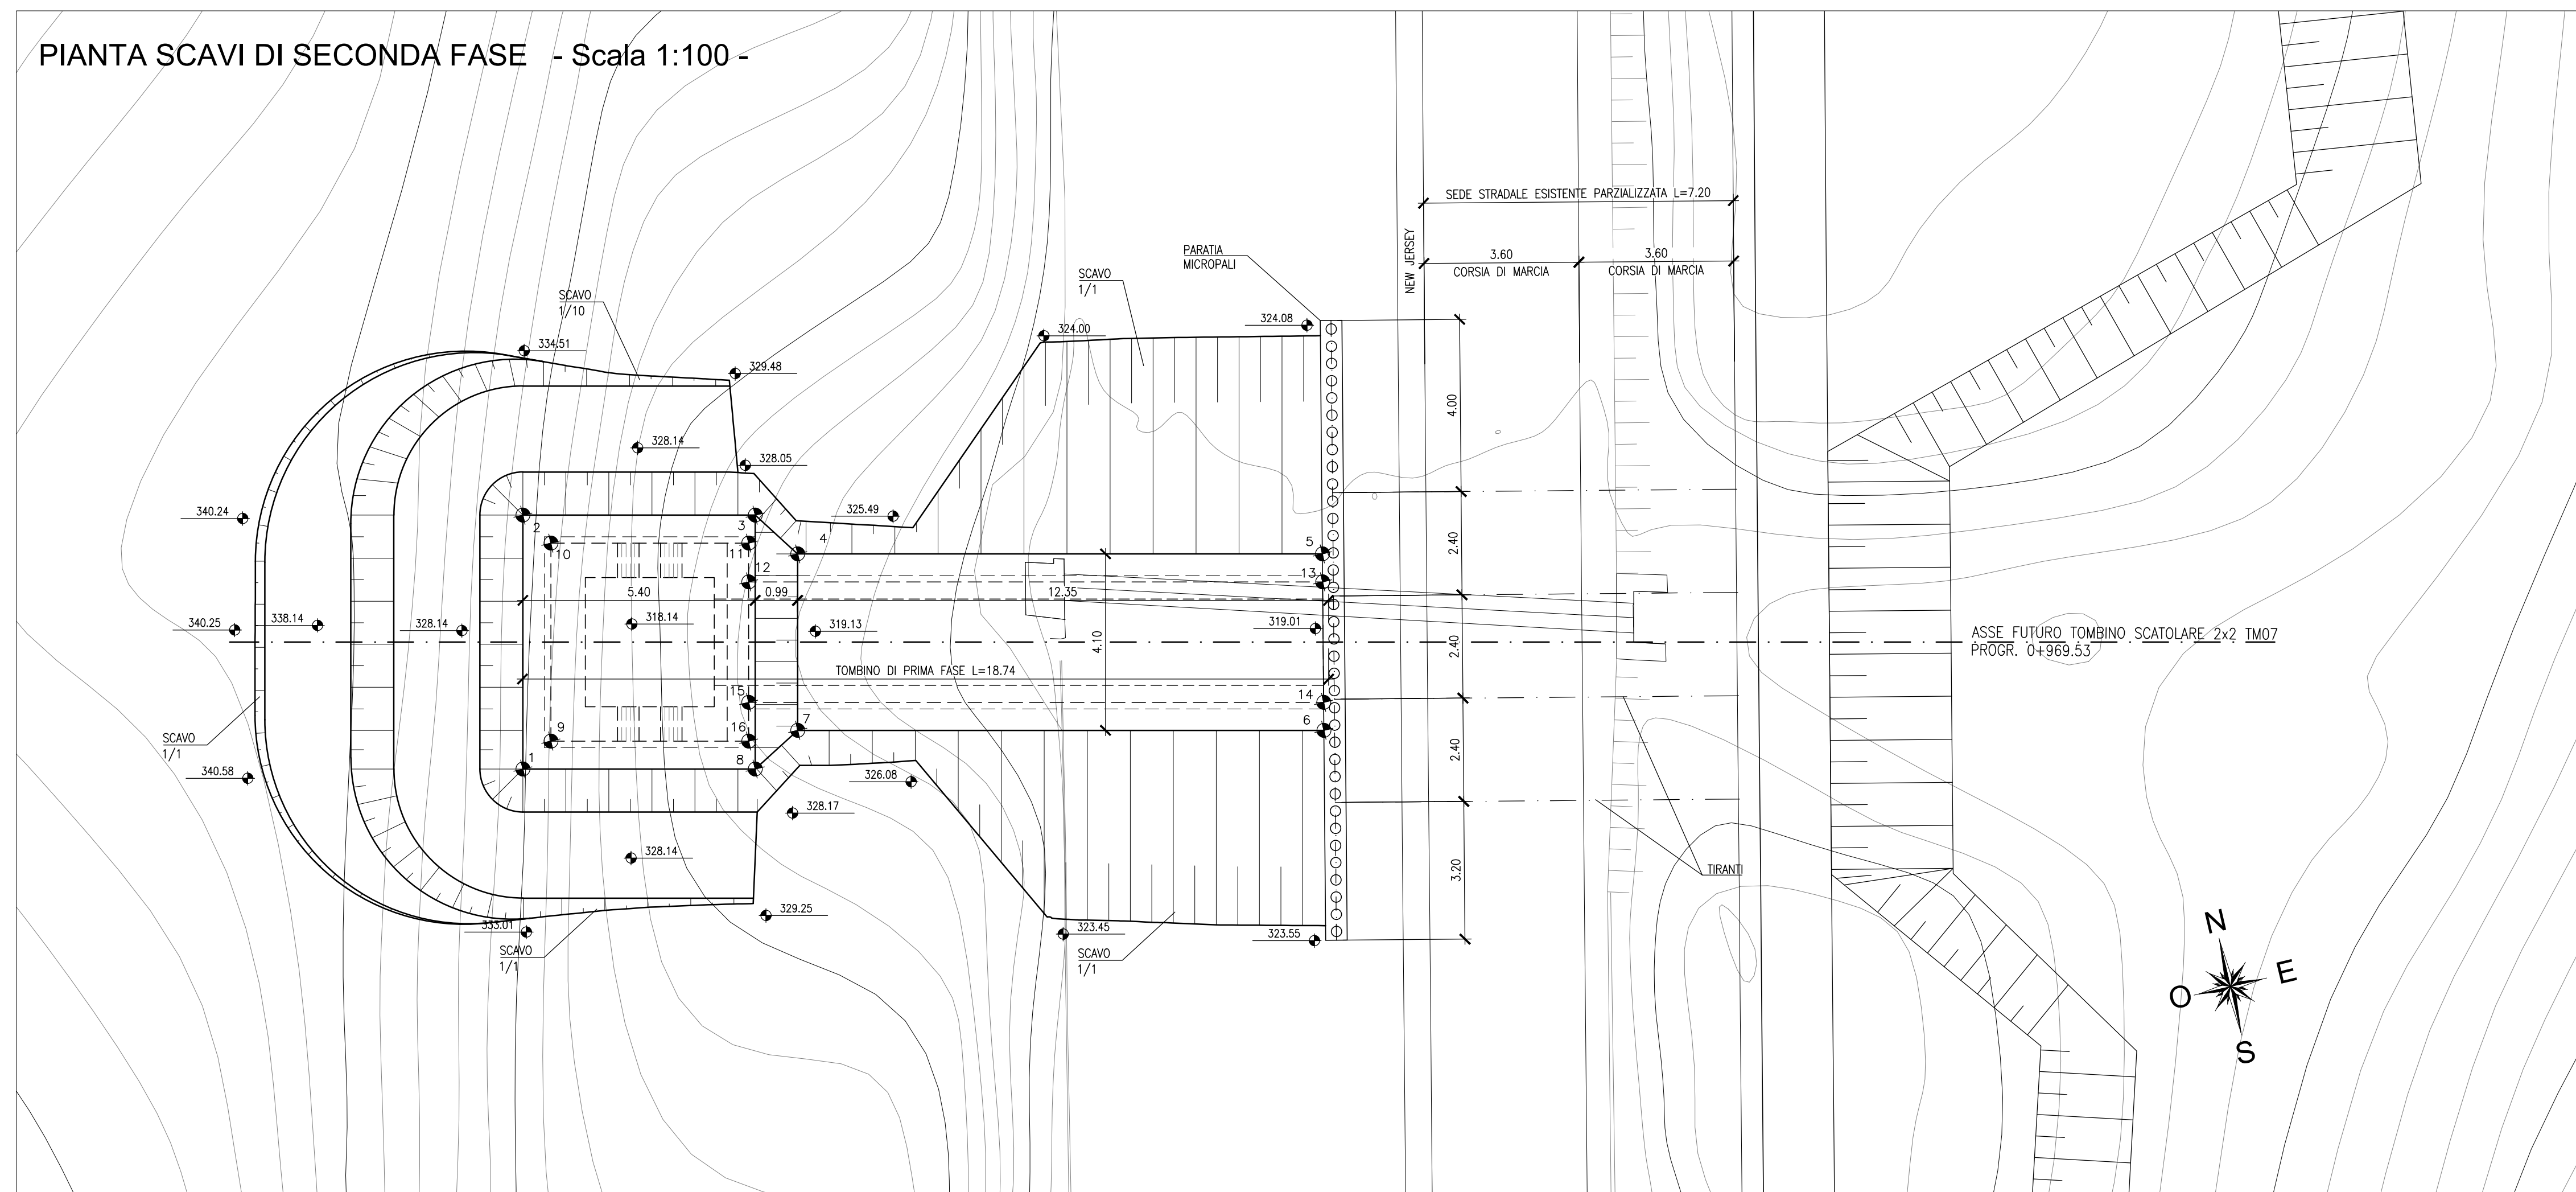 PIANTA SCAVI DI SECONDA FASE - Scala 1:100 -
SEDE STRADALE ESISTENTE PARZIALIZZATA L=7.20
NEW JERSEY
3.60
CORSIA DI MARCIA
3.60
CORSIA DI MARCIA
PARATIA
MICROPALI
SCAVO
1/1
SCAVO
1/10
324.00
324.08
334.51
329.48
4.00
328.14
328.05
340.24
325.49
2
3
4
5
10
11
12
13
2.40
5.40
0.99
12.35
340.25
338.14
328.14
318.14
319.13
319.01
4.10
2.40
ASSE FUTURO TOMBINO SCATOLARE 2x2 TM07
PROGR. 0+969.53
TOMBINO DI PRIMA FASE L=18.74
15
14
7
6
9
16
1
8
2.40
SCAVO
1/1
340.58
326.08
328.17
328.14
3.20
TIRANTI
329.25
333.01
323.45
323.55
SCAVO
1/1
SCAVO
1/1
N
E
O
S